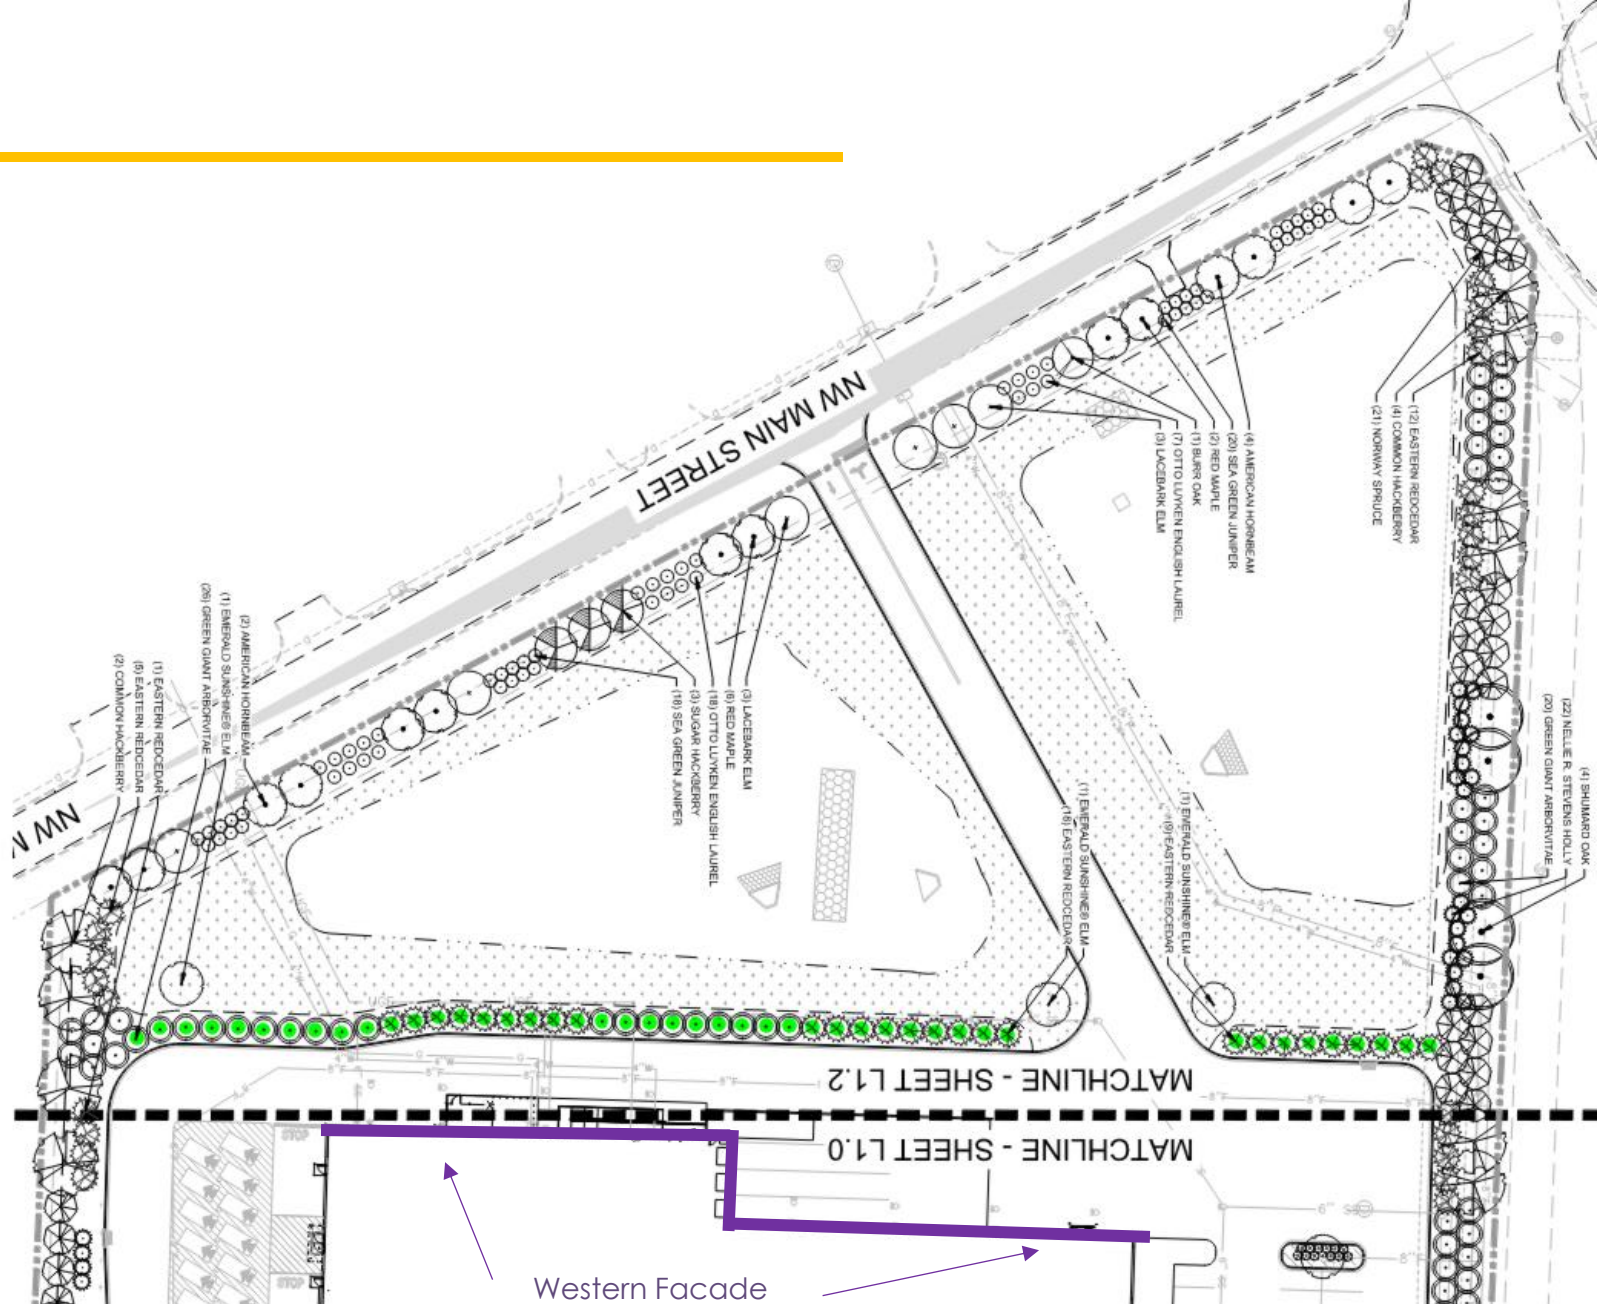 NW MAIN STREET
NW M
(12) EASTERN REDCEDAR
(4) COMMON HACKBERRY
(21) NORWAY SPRUCE
(4) AMERICAN HORNBEAM
(20) SEA GREEN JUNIPER
(2) RED MAPLE
(1) BURR OAK
(7) OTTO LUYKEN ENGLISH LAUREL
(3) LACEBARK ELM
(3) LACEBARK ELM
(6) RED MAPLE
(18) OTTO LUYKEN ENGLISH LAUREL
(3) SUGAR HACKBERRY
(16) SEA GREEN JUNIPER
(2) AMERICAN HORNBEAM
(1) EMERALD SUNSHINE® ELM
(26) GREEN GIANT ARBORVITAE
(1) EASTERN REDCEDAR
(5) EASTERN REDCEDAR
(2) COMMON HACKBERRY
(4) SHUMARD OAK
(22) NELLIE R. STEVENS HOLLY
(20) GREEN GIANT ARBORVITAE
(1) EMERALD SUNSHINE® ELM
(18) EASTERN REDCEDAR
(1) EMERALD SUNSHINE® ELM
(9) EASTERN REDCEDAR
MATCHLINE - SHEET L1.2
MATCHLINE - SHEET L1.0
STOP
STOP
Western Facade